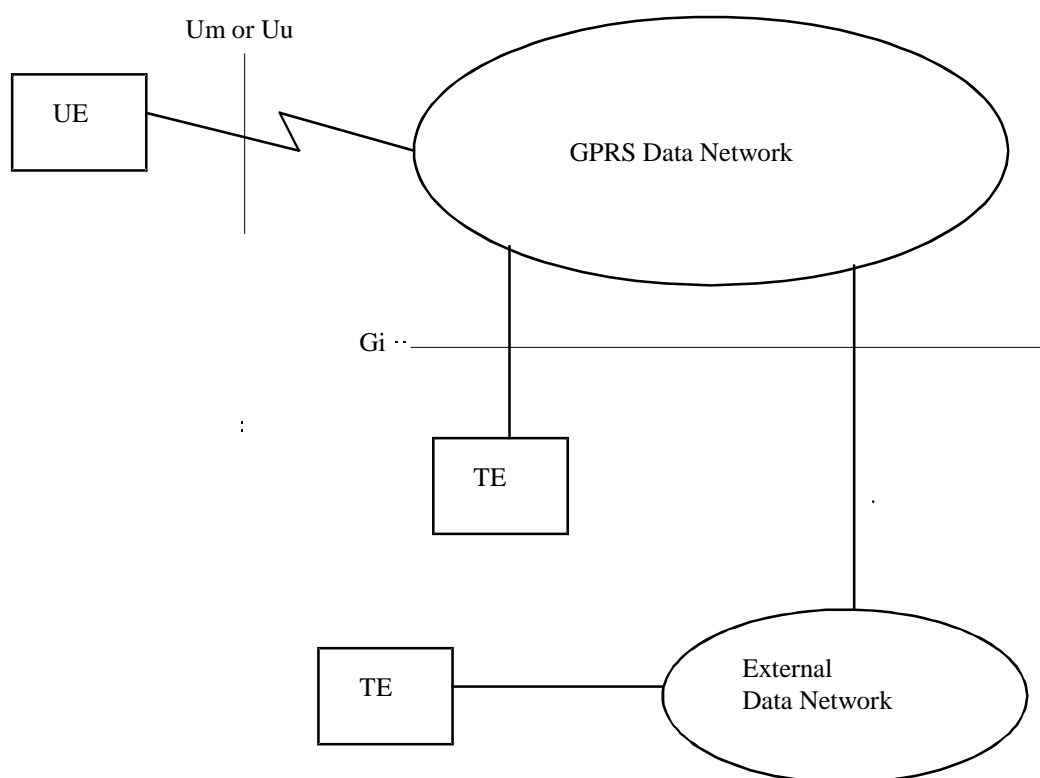 Um or Uu
UE
GPRS Data Network
Gi
TE
TE
External
Data Network